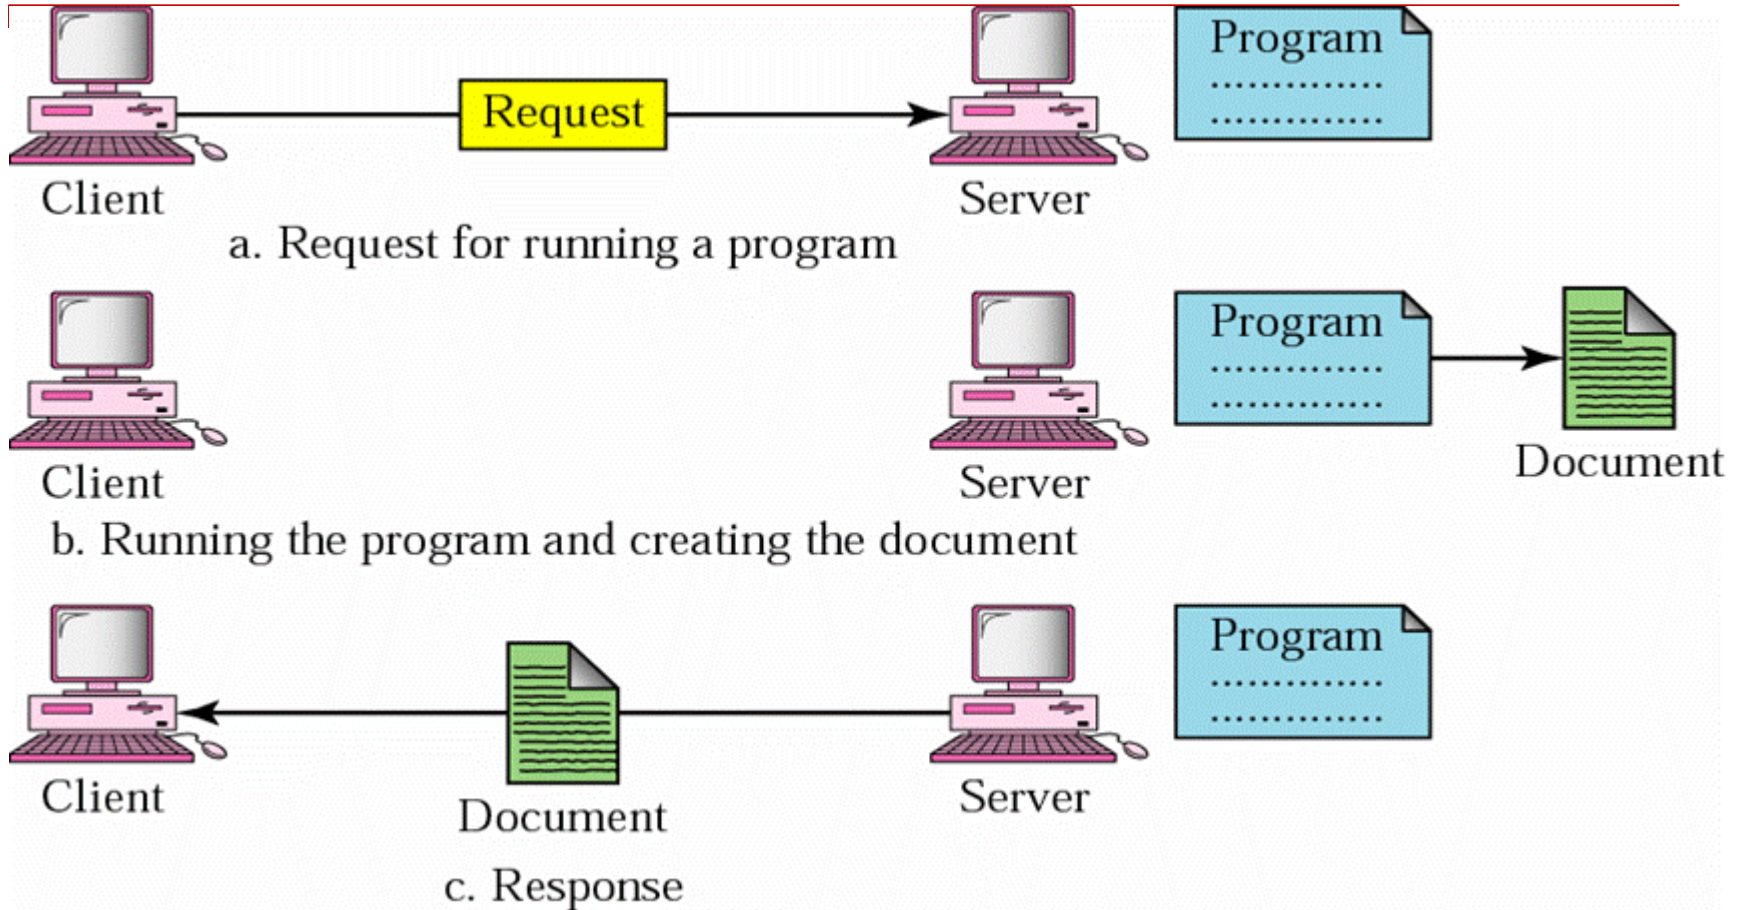 Program
..............
..............
Request
Client
Server
a. Request for running a program
Program
..............
..............
Client
Server
Document
b. Running the program and creating the document
Program
..............
..............
Client
Document
Server
c. Response